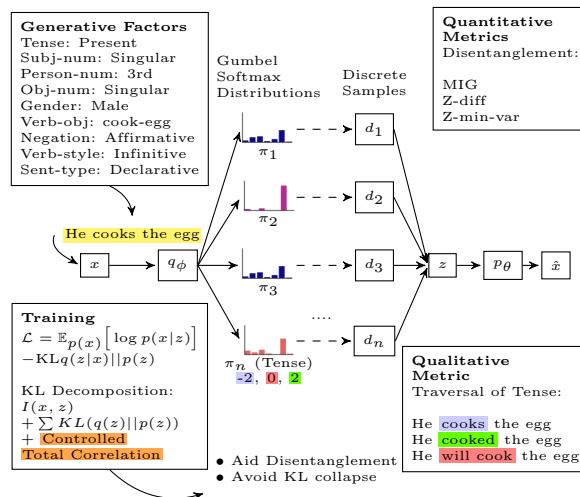 Generative Factors
Tense: Present
Subj-num: Singular
Person-num: 3rd
Obj-num: Singular
Gender: Male
Verb-obj: cook-egg
Negation: Affirmative
Verb-style: Infinitive
Sent-type: Declarative
Gumbel
Softmax
Distributions
Discrete
Samples
Quantitative
Metrics
Disentanglement:
MIG
Z-diff
Z-min-var
π1
d1
π2
d2
He cooks the egg
x
qϕ
π3
d3
z
pθ
x̂
....
πn (Tense)
-2, 0, 2
dn
Training
ℒ = 𝔼p(x)[log p(x|z)]
−KLq(z|x)||p(z)
KL Decomposition:
I(x, z)
+ ∑ KL(q(z)||p(z))
+ Controlled
Total Correlation
• Aid Disentanglement
• Avoid KL collapse
Qualitative
Metric
Traversal of Tense:
He cooks the egg
He cooked the egg
He will cook the egg